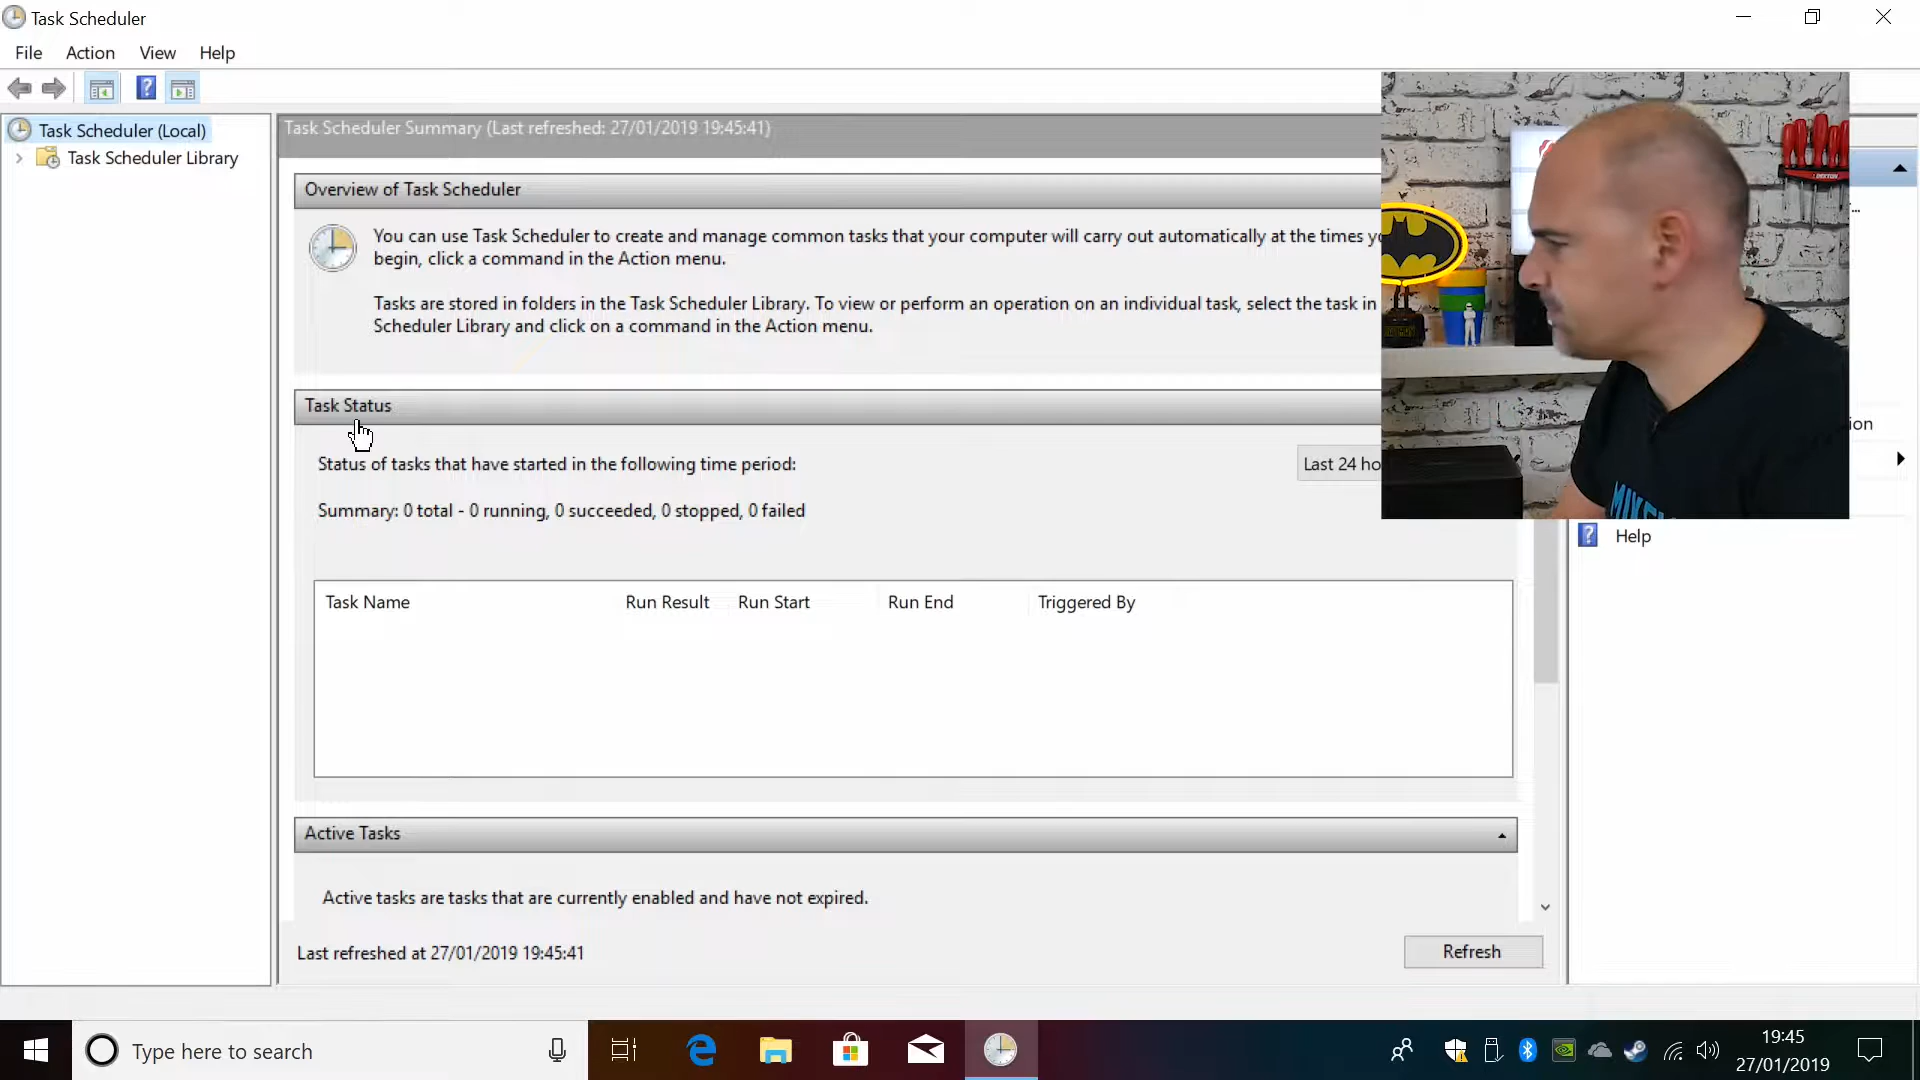 Task Scheduler
File Action View Help
Task Scheduler (Local)
Task Scheduler Library
Task Scheduler Summary (Last refreshed: 27/01/2019 19:45:41)
Overview of Task Scheduler
You can use Task Scheduler to create and manage common tasks that your computer will carry out automatically at the times
begin, click a command in the Action menu.
Tasks are stored in folders in the Task Scheduler Library. To view or perform an operation on an individual task, select the task in
Scheduler Library and click on a command in the Action menu.
Task Status
Status of tasks that have started in the following time period:
Last 24 ho
Summary: 0 total - 0 running, 0 succeeded, 0 stopped, 0 failed
Task Name Run Result Run Start Run End Triggered By
Active Tasks
Active tasks are tasks that are currently enabled and have not expired.
Last refreshed at 27/01/2019 19:45:41
Refresh
ion
Help
Type here to search
19:45
27/01/2019